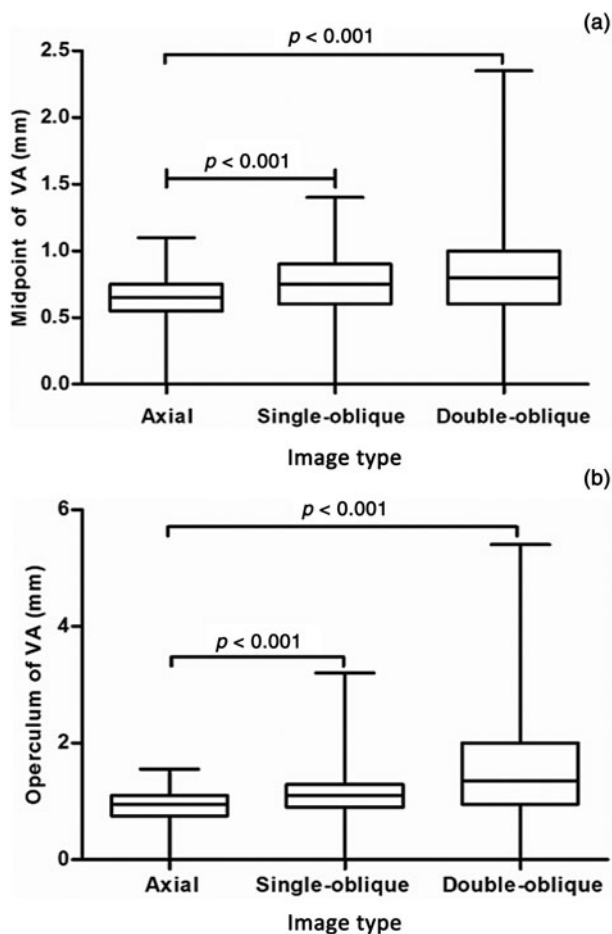 (a)
p < 0.001
p < 0.001
Midpoint of VA (mm)
2.5
2.0
1.5
1.0
0.5
0.0
Axial Single-oblique Double-oblique
Image type
(b)
p < 0.001
p < 0.001
Operculum of VA (mm)
6
4
2
0
Axial Single-oblique Double-oblique
Image type